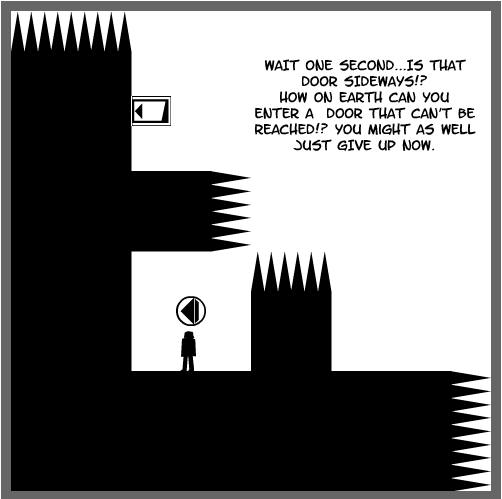 WAIT ONE SECOND...IS THAT
DOOR SIDEWAYS!?
HOW ON EARTH CAN YOU
ENTER A DOOR THAT CAN'T BE
REACHED!? YOU MIGHT AS WELL
JUST GIVE UP NOW.